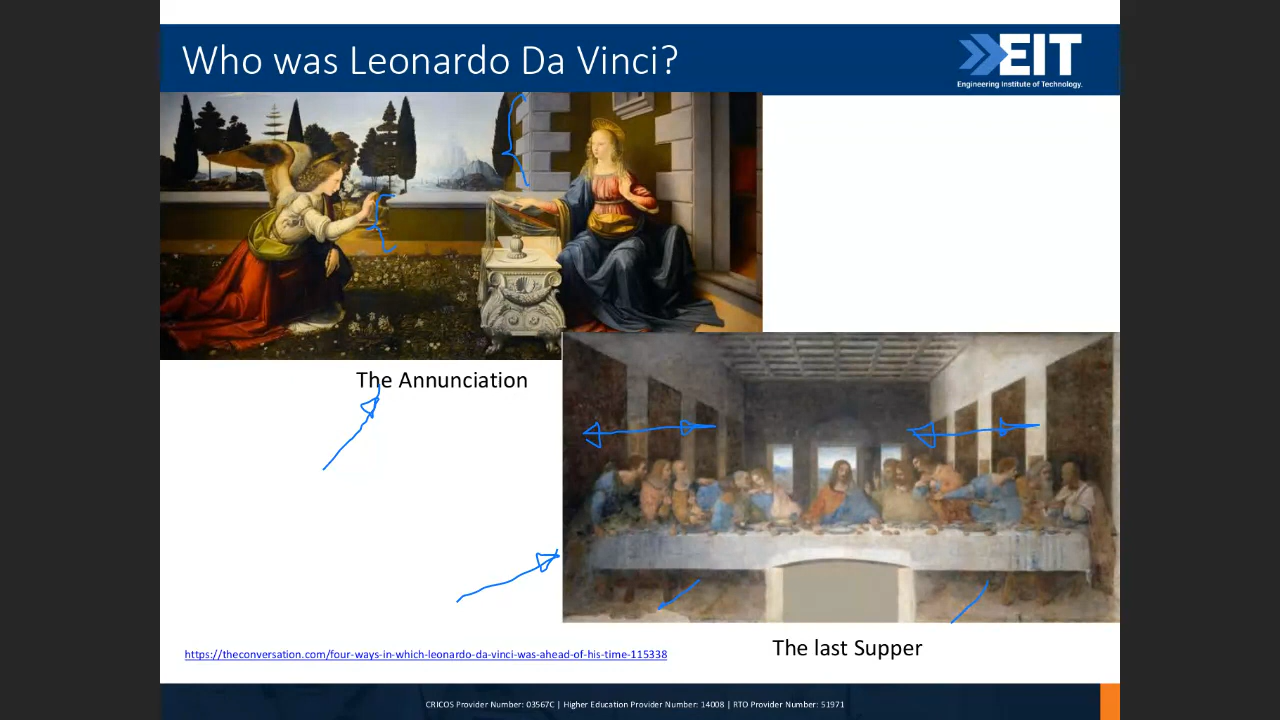 Who was Leonardo Da Vinci?
EIT
Engineering Institute of Technology.
The Annunciation
The last Supper
https://theconversation.com/four-ways-in-which-leonardo-da-vinci-was-ahead-of-his-time-115338
CRICOS Provider Number: 03567C | Higher Education Provider Number: 14008 | RTO Provider Number: 51971